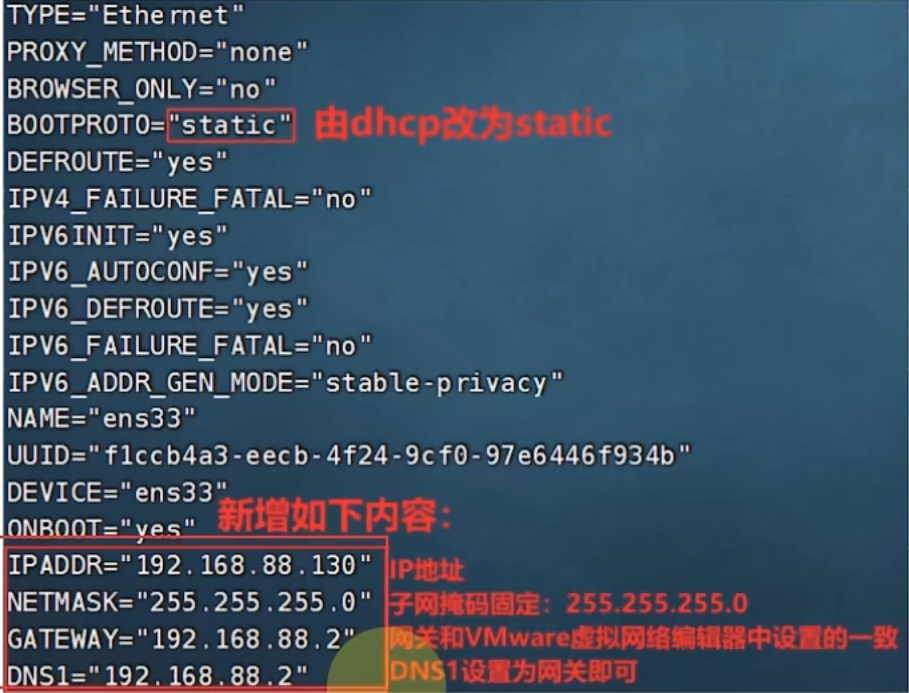 TYPE="Ethernet"
PROXY_METHOD="none"
BROWSER_ONLY="no"
BOOTPROTO="static" 由dhcp改为static
DEFROUTE="yes"
IPV4_FAILURE_FATAL="no"
IPV6INIT="yes"
IPV6_AUTOCONF="yes"
IPV6_DEFROUTE="yes"
IPV6_FAILURE_FATAL="no"
IPV6_ADDR_GEN_MODE="stable-privacy"
NAME="ens33"
UUID="f1ccb4a3-eecb-4f24-9cf0-97e6446f934b"
DEVICE="ens33"
ONBOOT="yes" 新增如下内容：
IPADDR="192.168.88.130" IP地址
NETMASK="255.255.255.0" 子网掩码固定：255.255.255.0
GATEWAY="192.168.88.2" 网关和VMware虚拟网络编辑器中设置的一致
DNS1="192.168.88.2" DNS1设置为网关即可